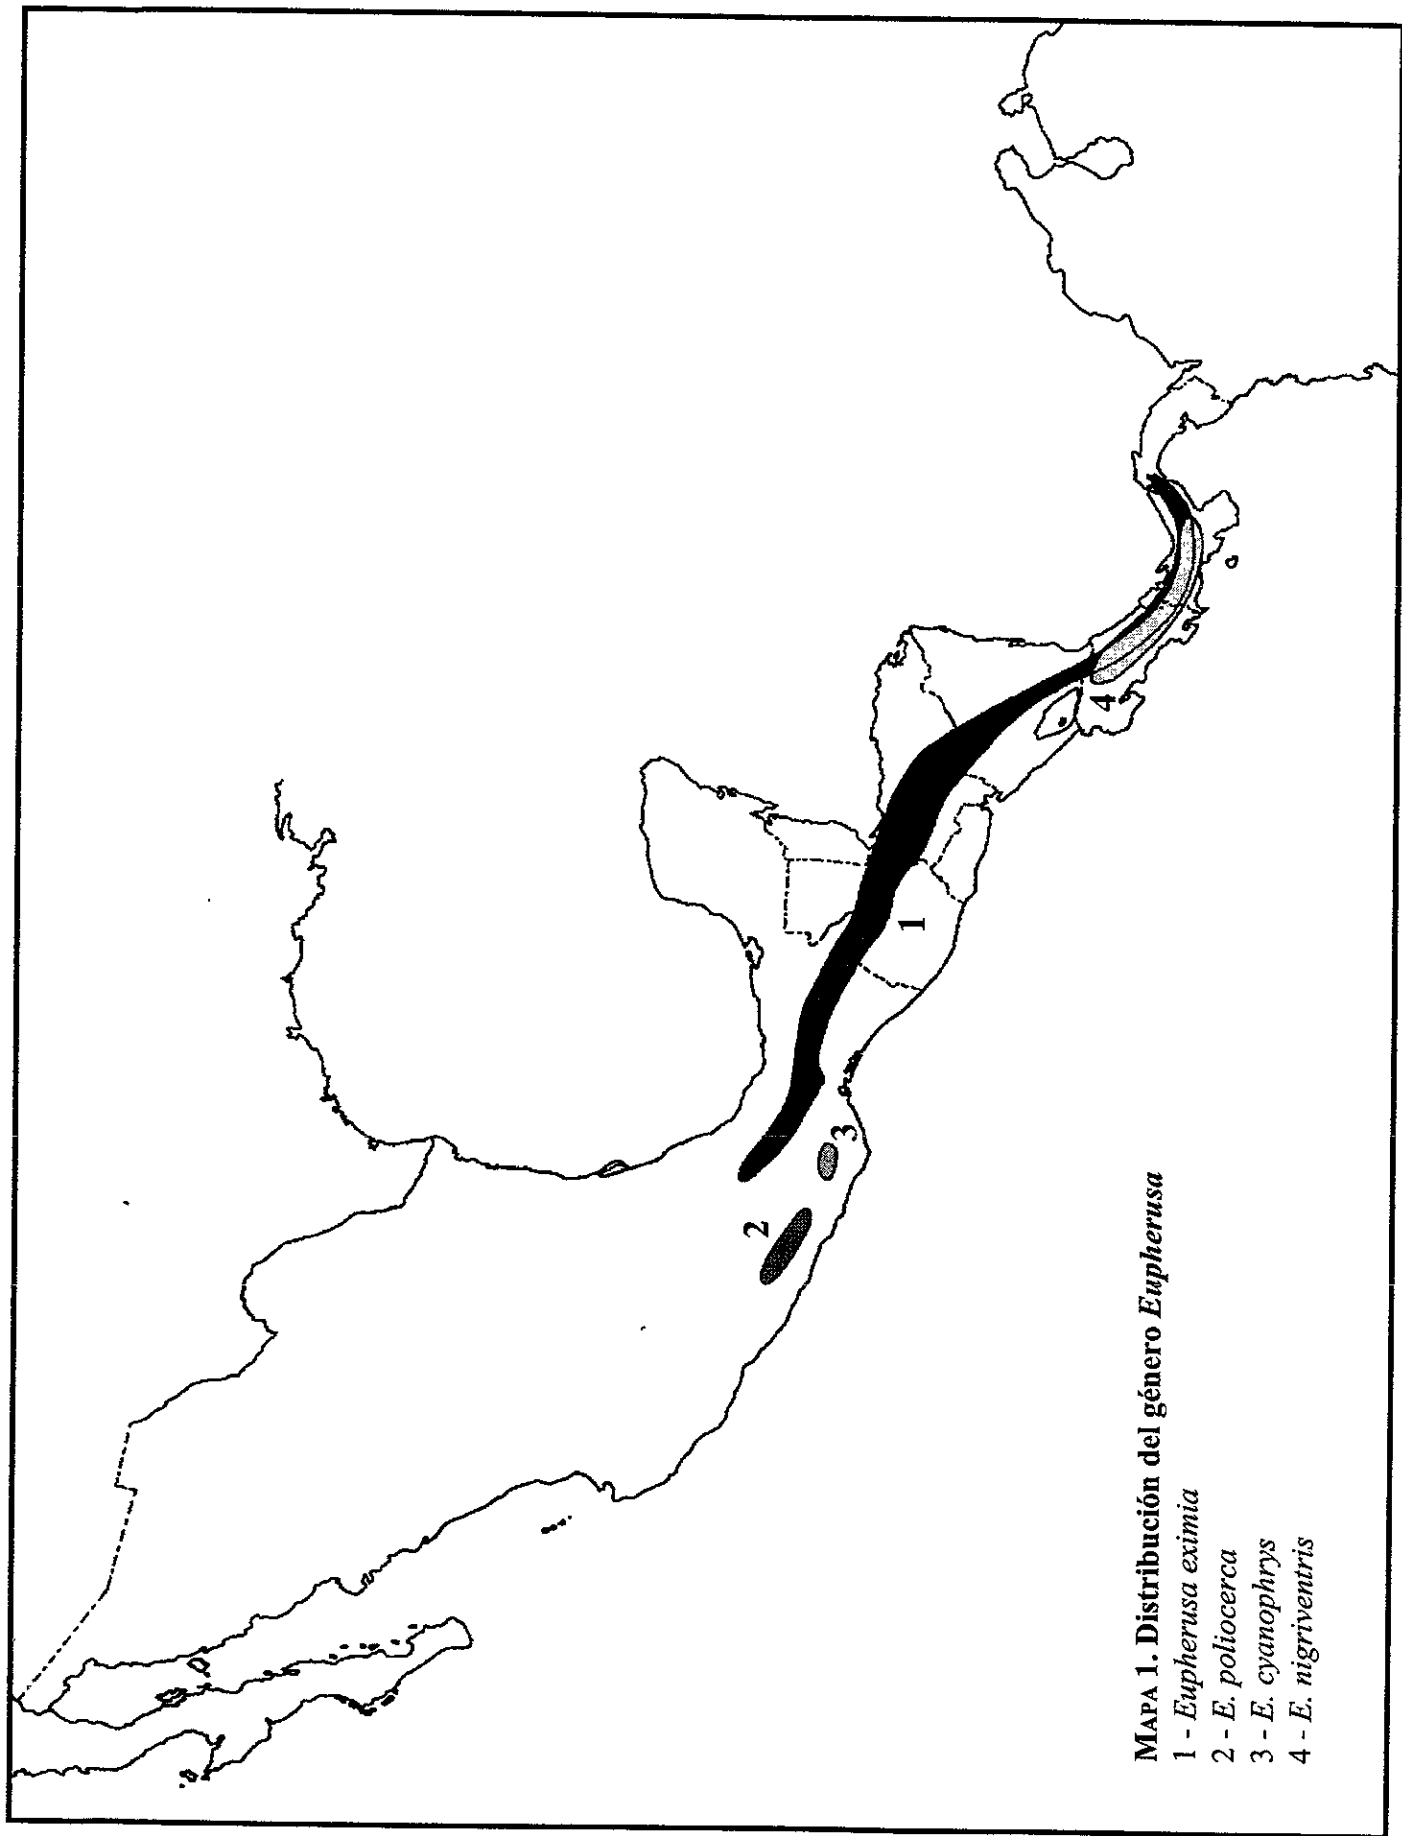 2
3
1
4
MAPA 1. Distribución del género Eupherusa
1 - Eupherusa eximia
2 - E. poliocerca
3 - E. cyanophrys
4 - E. nigriventris